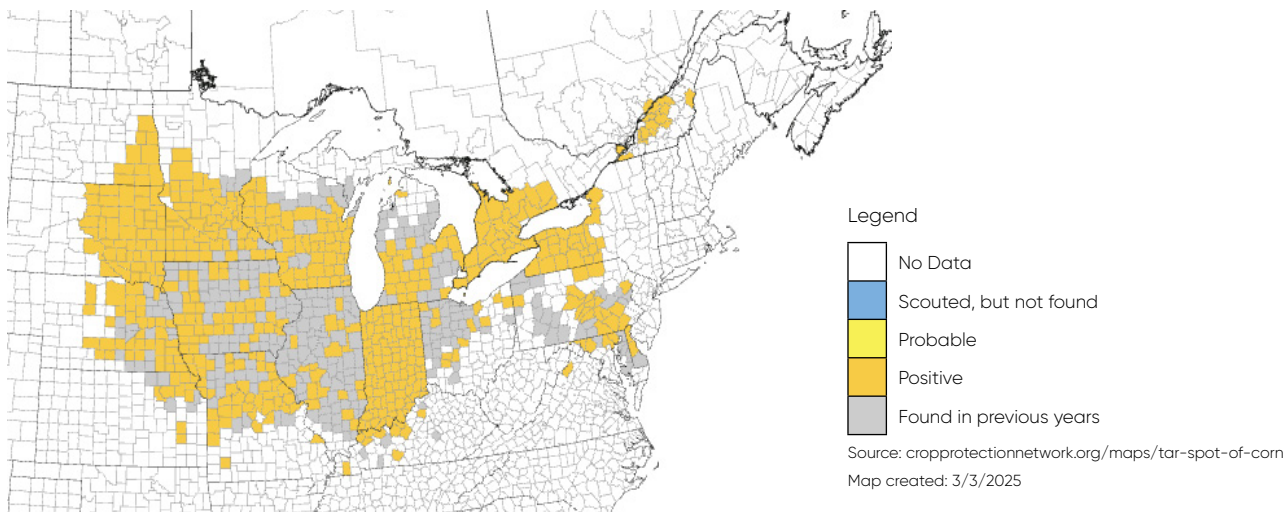 Legend
No Data
Scouted, but not found
Probable
Positive
Found in previous years
Source: cropprotectionnetwork.org/maps/tar-spot-of-corn
Map created: 3/3/2025